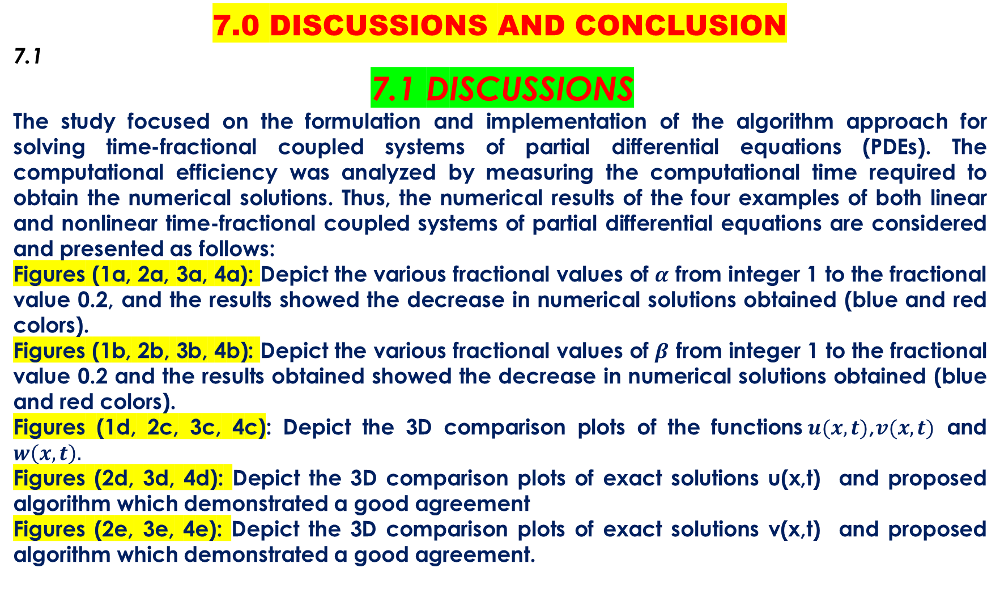 7.0 DISCUSSIONS AND CONCLUSION
7.1
7.1 DISCUSSIONS
The study focused on the formulation and implementation of the algorithm approach for
solving time-fractional coupled systems of partial differential equations (PDEs). The
computational efficiency was analyzed by measuring the computational time required to
obtain the numerical solutions. Thus, the numerical results of the four examples of both linear
and nonlinear time-fractional coupled systems of partial differential equations are considered
and presented as follows:
Figures (1a, 2a, 3a, 4a): Depict the various fractional values of α from integer 1 to the fractional
value 0.2, and the results showed the decrease in numerical solutions obtained (blue and red
colors).
Figures (1b, 2b, 3b, 4b): Depict the various fractional values of β from integer 1 to the fractional
value 0.2 and the results obtained showed the decrease in numerical solutions obtained (blue
and red colors).
Figures (1d, 2c, 3c, 4c): Depict the 3D comparison plots of the functions u(x,t),v(x,t) and
w(x,t).
Figures (2d, 3d, 4d): Depict the 3D comparison plots of exact solutions u(x,t) and proposed
algorithm which demonstrated a good agreement
Figures (2e, 3e, 4e): Depict the 3D comparison plots of exact solutions v(x,t) and proposed
algorithm which demonstrated a good agreement.